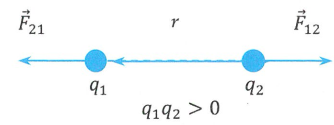 F⃗₂₁ r F⃗₁₂
q₁ q₂
q₁q₂ > 0